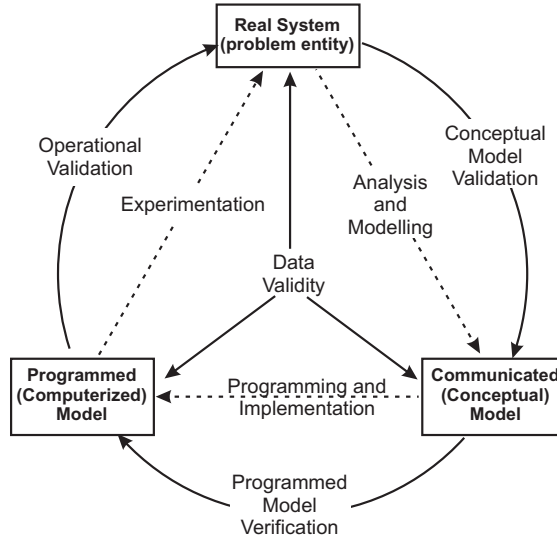 Real System
(problem entity)
Operational
Validation
Conceptual
Model
Validation
Experimentation
Analysis
and
Modelling
Data
Validity
Programmed
(Computerized)
Model
Programming and
Implementation
Communicated
(Conceptual)
Model
Programmed
Model
Verification